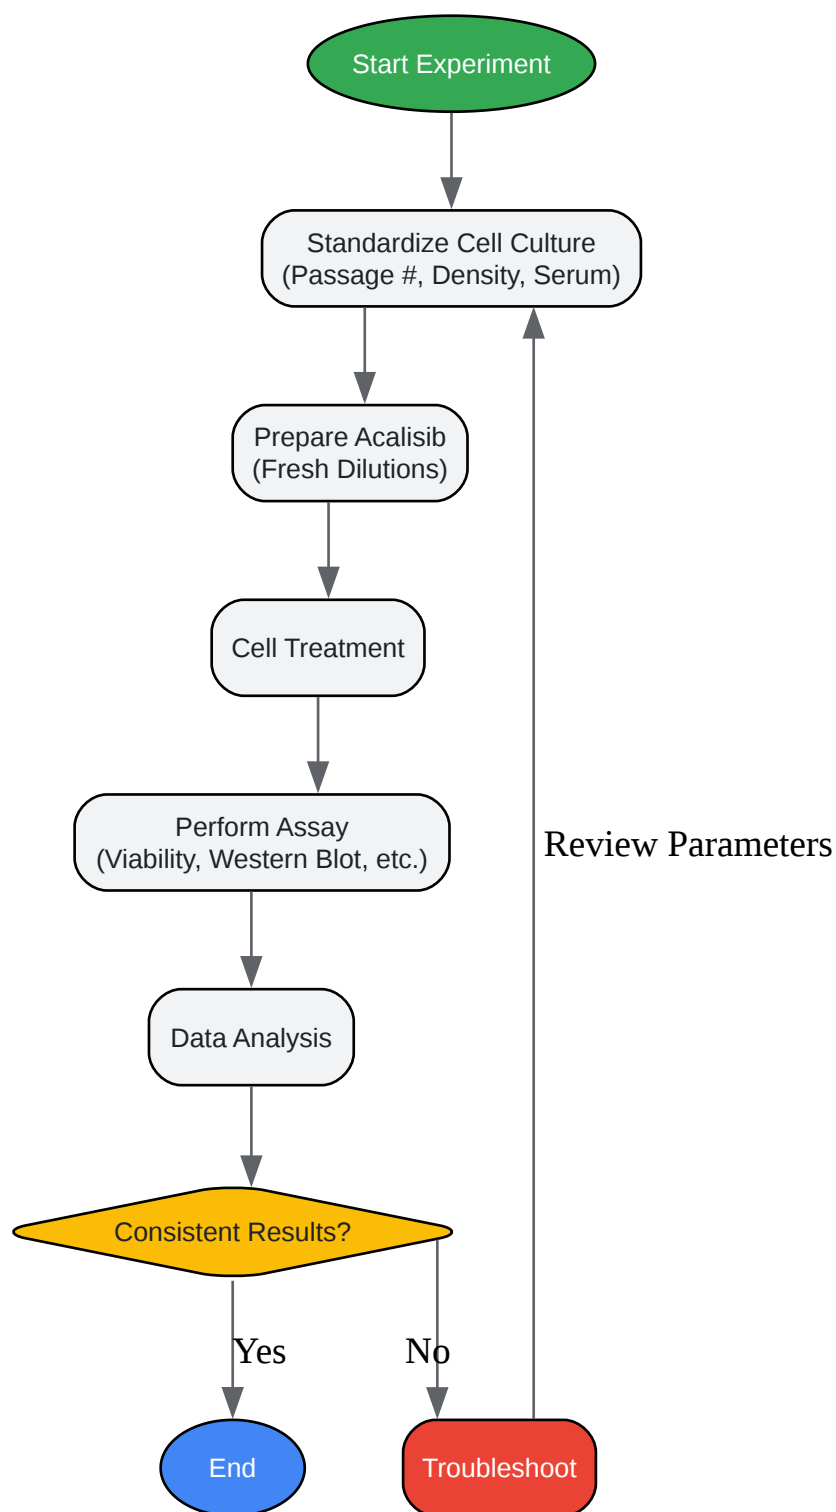 Start Experiment
Standardize Cell Culture
(Passage #, Density, Serum)
Prepare Acalisib
(Fresh Dilutions)
Cell Treatment
Perform Assay
(Viability, Western Blot, etc.)
Review Parameters
Data Analysis
Consistent Results?
Yes
No
End
Troubleshoot